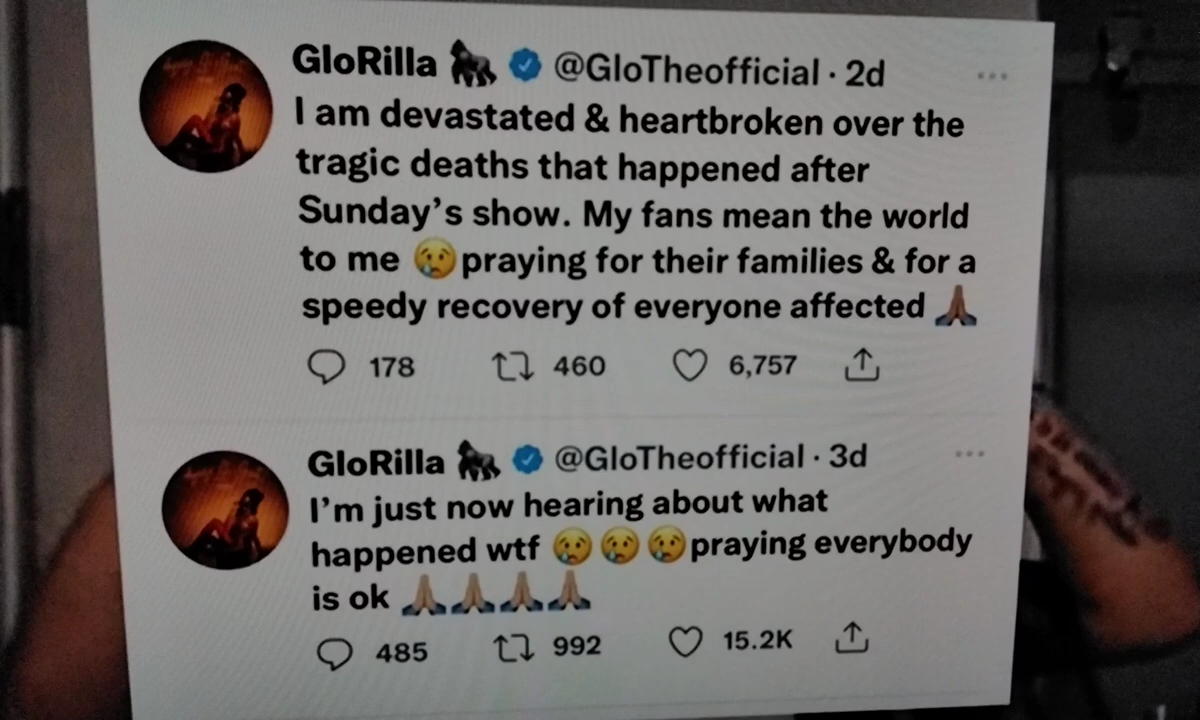 GloRilla 🦍 @GloTheofficial · 2d
I am devastated & heartbroken over the
tragic deaths that happened after
Sunday's show. My fans mean the world
to me 😢praying for their families & for a
speedy recovery of everyone affected 🙏🏽
178 460 6,757
GloRilla 🦍 @GloTheofficial · 3d
I'm just now hearing about what
happened wtf 😢😢😢praying everybody
is ok 🙏🏼🙏🏼🙏🏼🙏🏼
485 992 15.2K